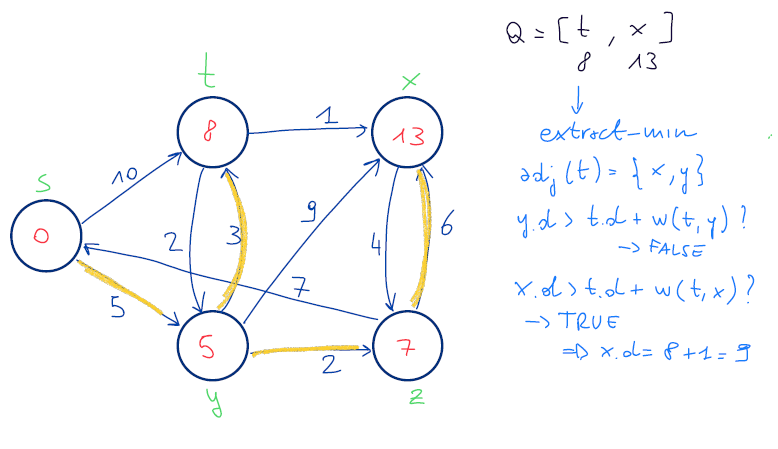 Q = [ t , x ]
8 13
extract-min
adj(t) = { x, y }
y.d > t.d + w(t, y) ?
→ FALSE
x.d > t.d + w(t, x) ?
→ TRUE
⇒ x.d = 8 + 1 = 9
t
x
8
1
13
10
s
0
2
3
9
4
6
7
5
5
2
7
y
z